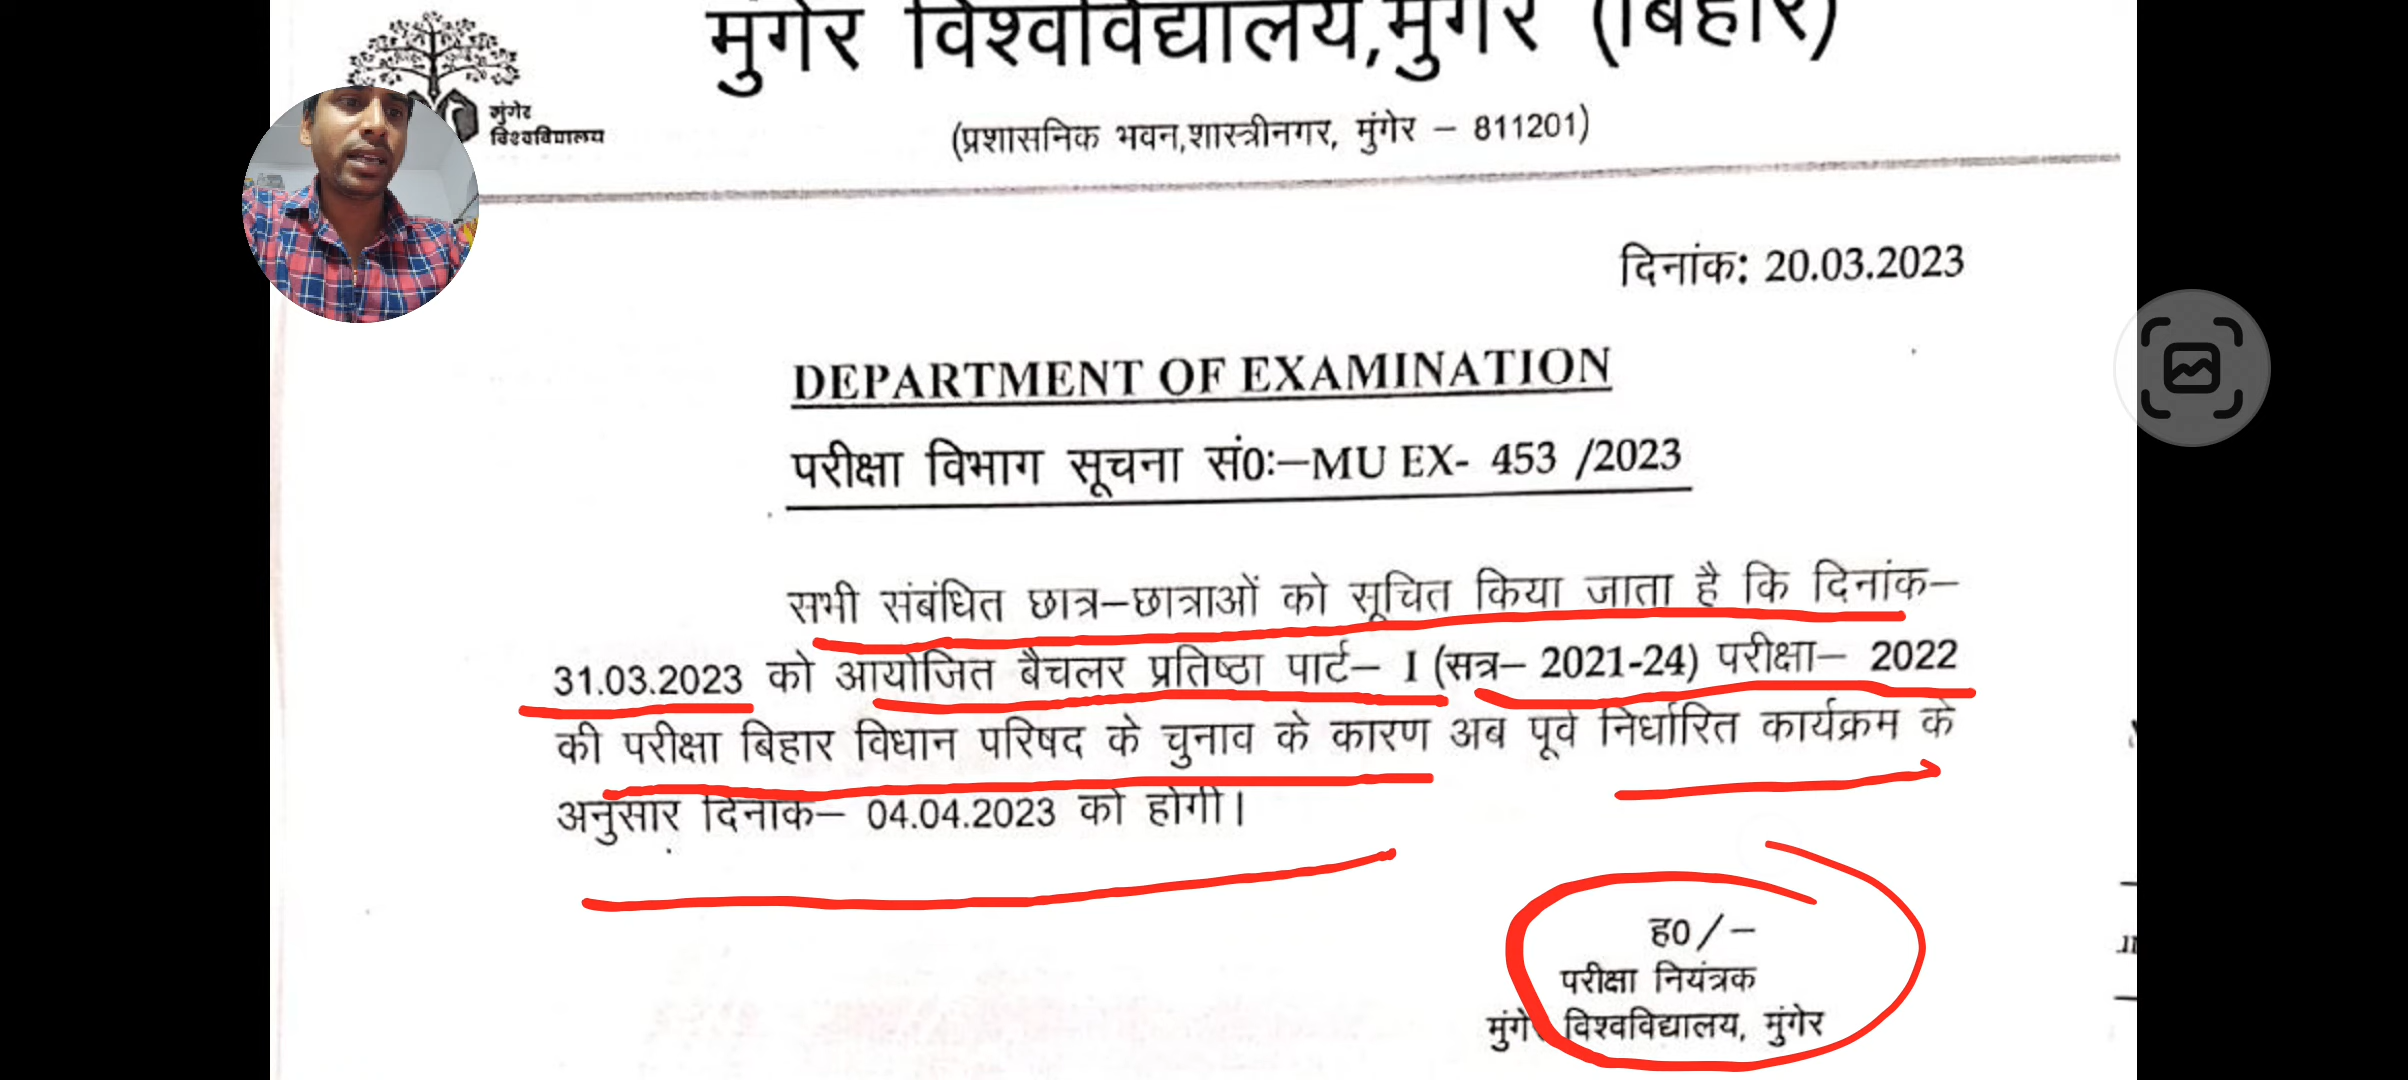 मुंगेर विश्वविद्यालय,मुंगेर (बिहार)
मुंगेर
विश्वविद्यालय
(प्रशासनिक भवन,शास्त्रीनगर, मुंगेर – 811201)
दिनांक: 20.03.2023
DEPARTMENT OF EXAMINATION
परीक्षा विभाग सूचना सं0:–MU EX- 453 /2023
सभी संबंधित छात्र–छात्राओं को सूचित किया जाता है कि दिनांक–
31.03.2023 को आयोजित बैचलर प्रतिष्ठा पार्ट– I (सत्र– 2021-24) परीक्षा– 2022
की परीक्षा बिहार विधान परिषद के चुनाव के कारण अब पूर्व निर्धारित कार्यक्रम के
अनुसार दिनांक– 04.04.2023 को होगी।
ह0/–
परीक्षा नियंत्रक
मुंगेर विश्वविद्यालय, मुंगेर